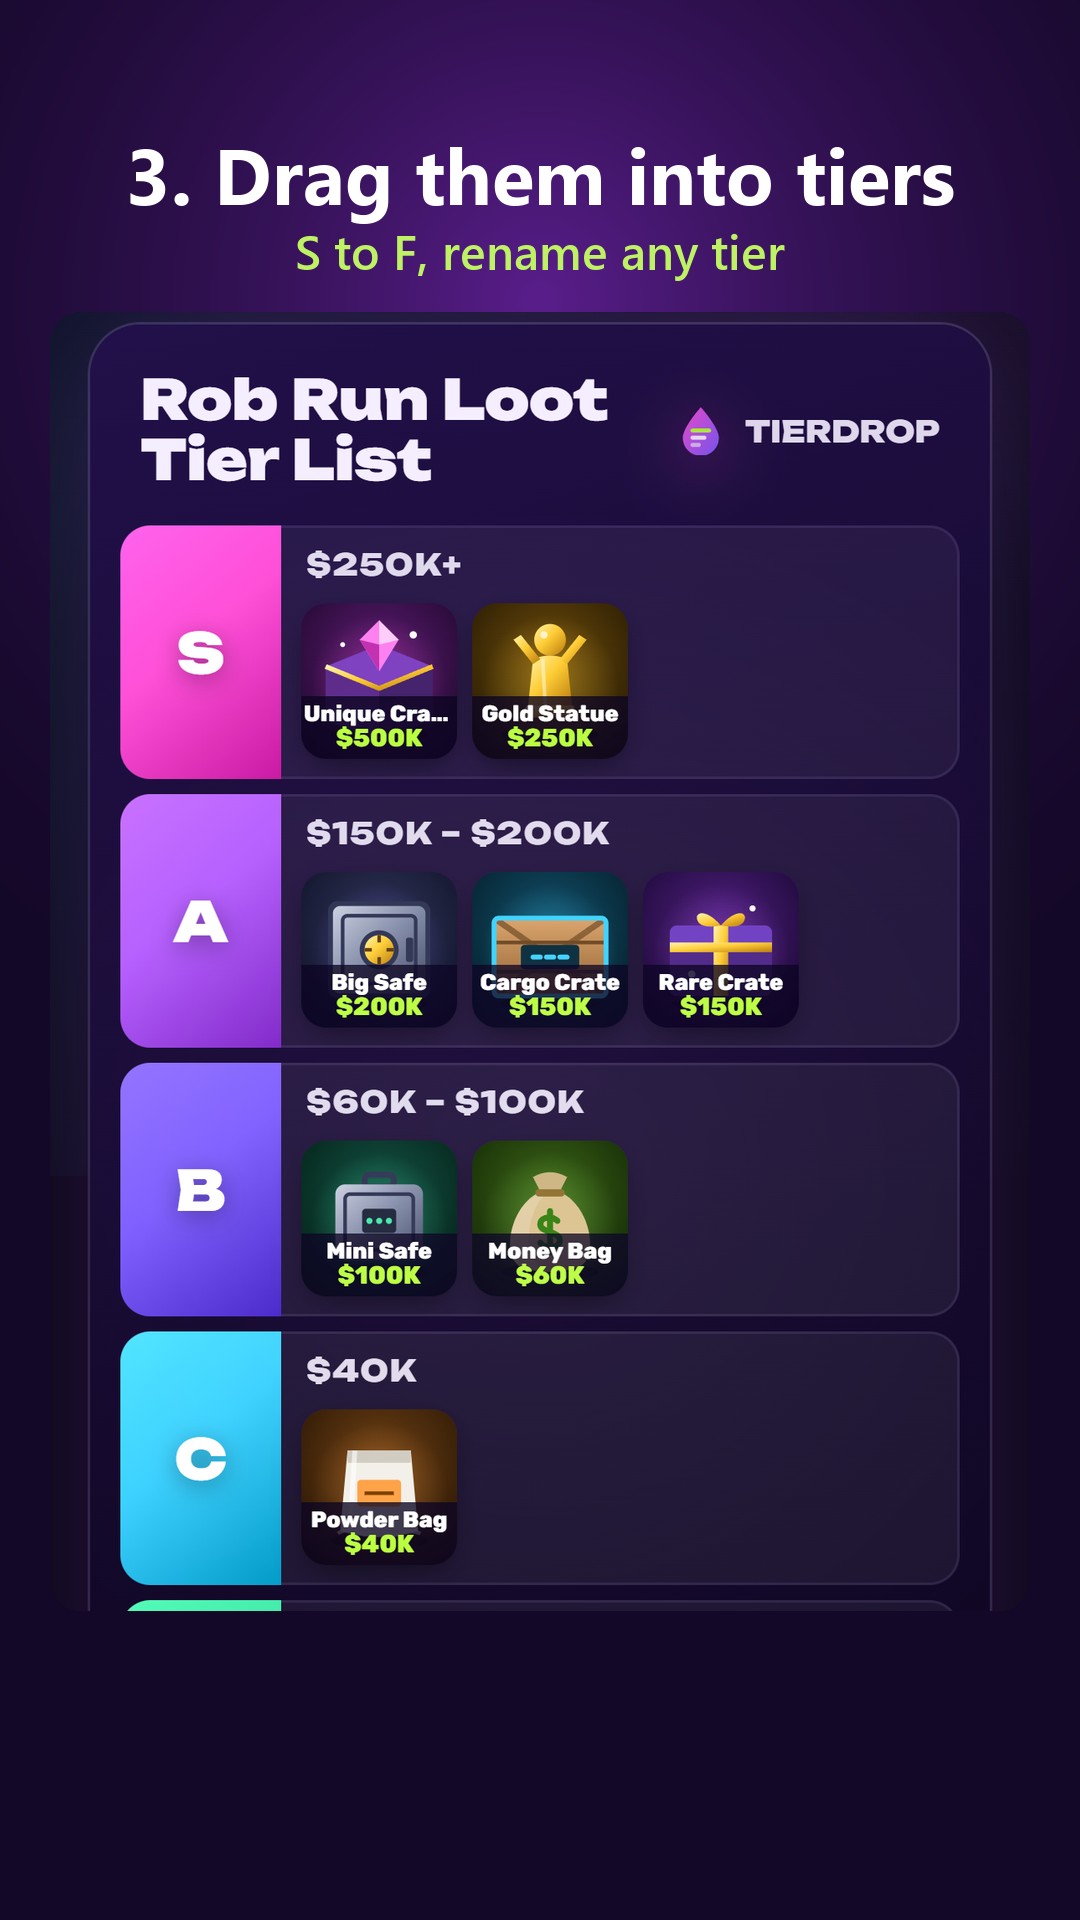 3. Drag them into tiers
S to F, rename any tier
Rob Run Loot
Tier List
TIERDROP
S
$250K+
Unique Cra...
$500K
Gold Statue
$250K
A
$150K – $200K
Big Safe
$200K
Cargo Crate
$150K
Rare Crate
$150K
B
$60K – $100K
Mini Safe
$100K
Money Bag
$60K
C
$40K
Powder Bag
$40K